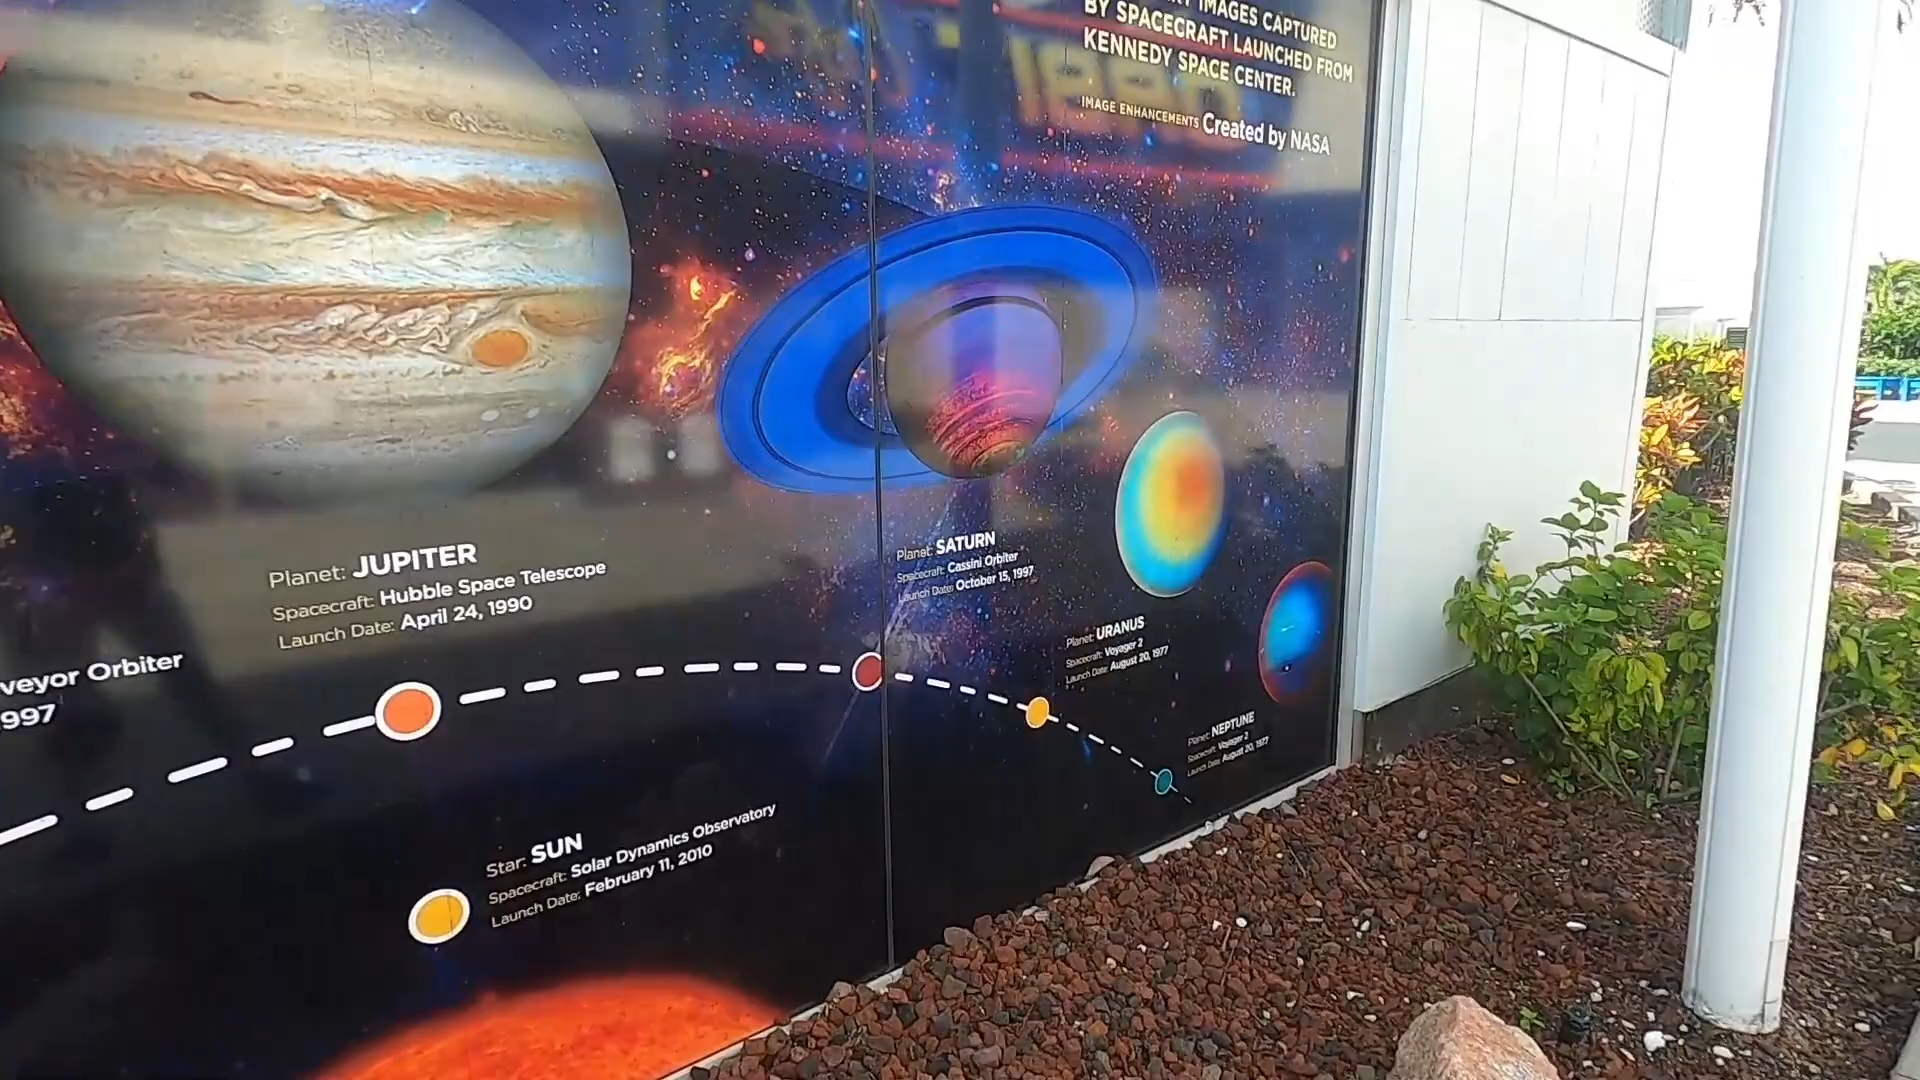 IMAGES CAPTURED
BY SPACECRAFT LAUNCHED FROM
KENNEDY SPACE CENTER.
IMAGE ENHANCEMENTS Created by NASA
Planet: JUPITER
Spacecraft: Hubble Space Telescope
Launch Date: April 24, 1990
veyor Orbiter
997
Planet: SATURN
Spacecraft: Cassini Orbiter
Launch Date: October 15, 1997
Planet: URANUS
Spacecraft: Voyager 2
Launch Date: August 20, 1977
Planet: NEPTUNE
Spacecraft: Voyager 2
Launch Date: August 20, 1977
Star: SUN
Spacecraft: Solar Dynamics Observatory
Launch Date: February 11, 2010